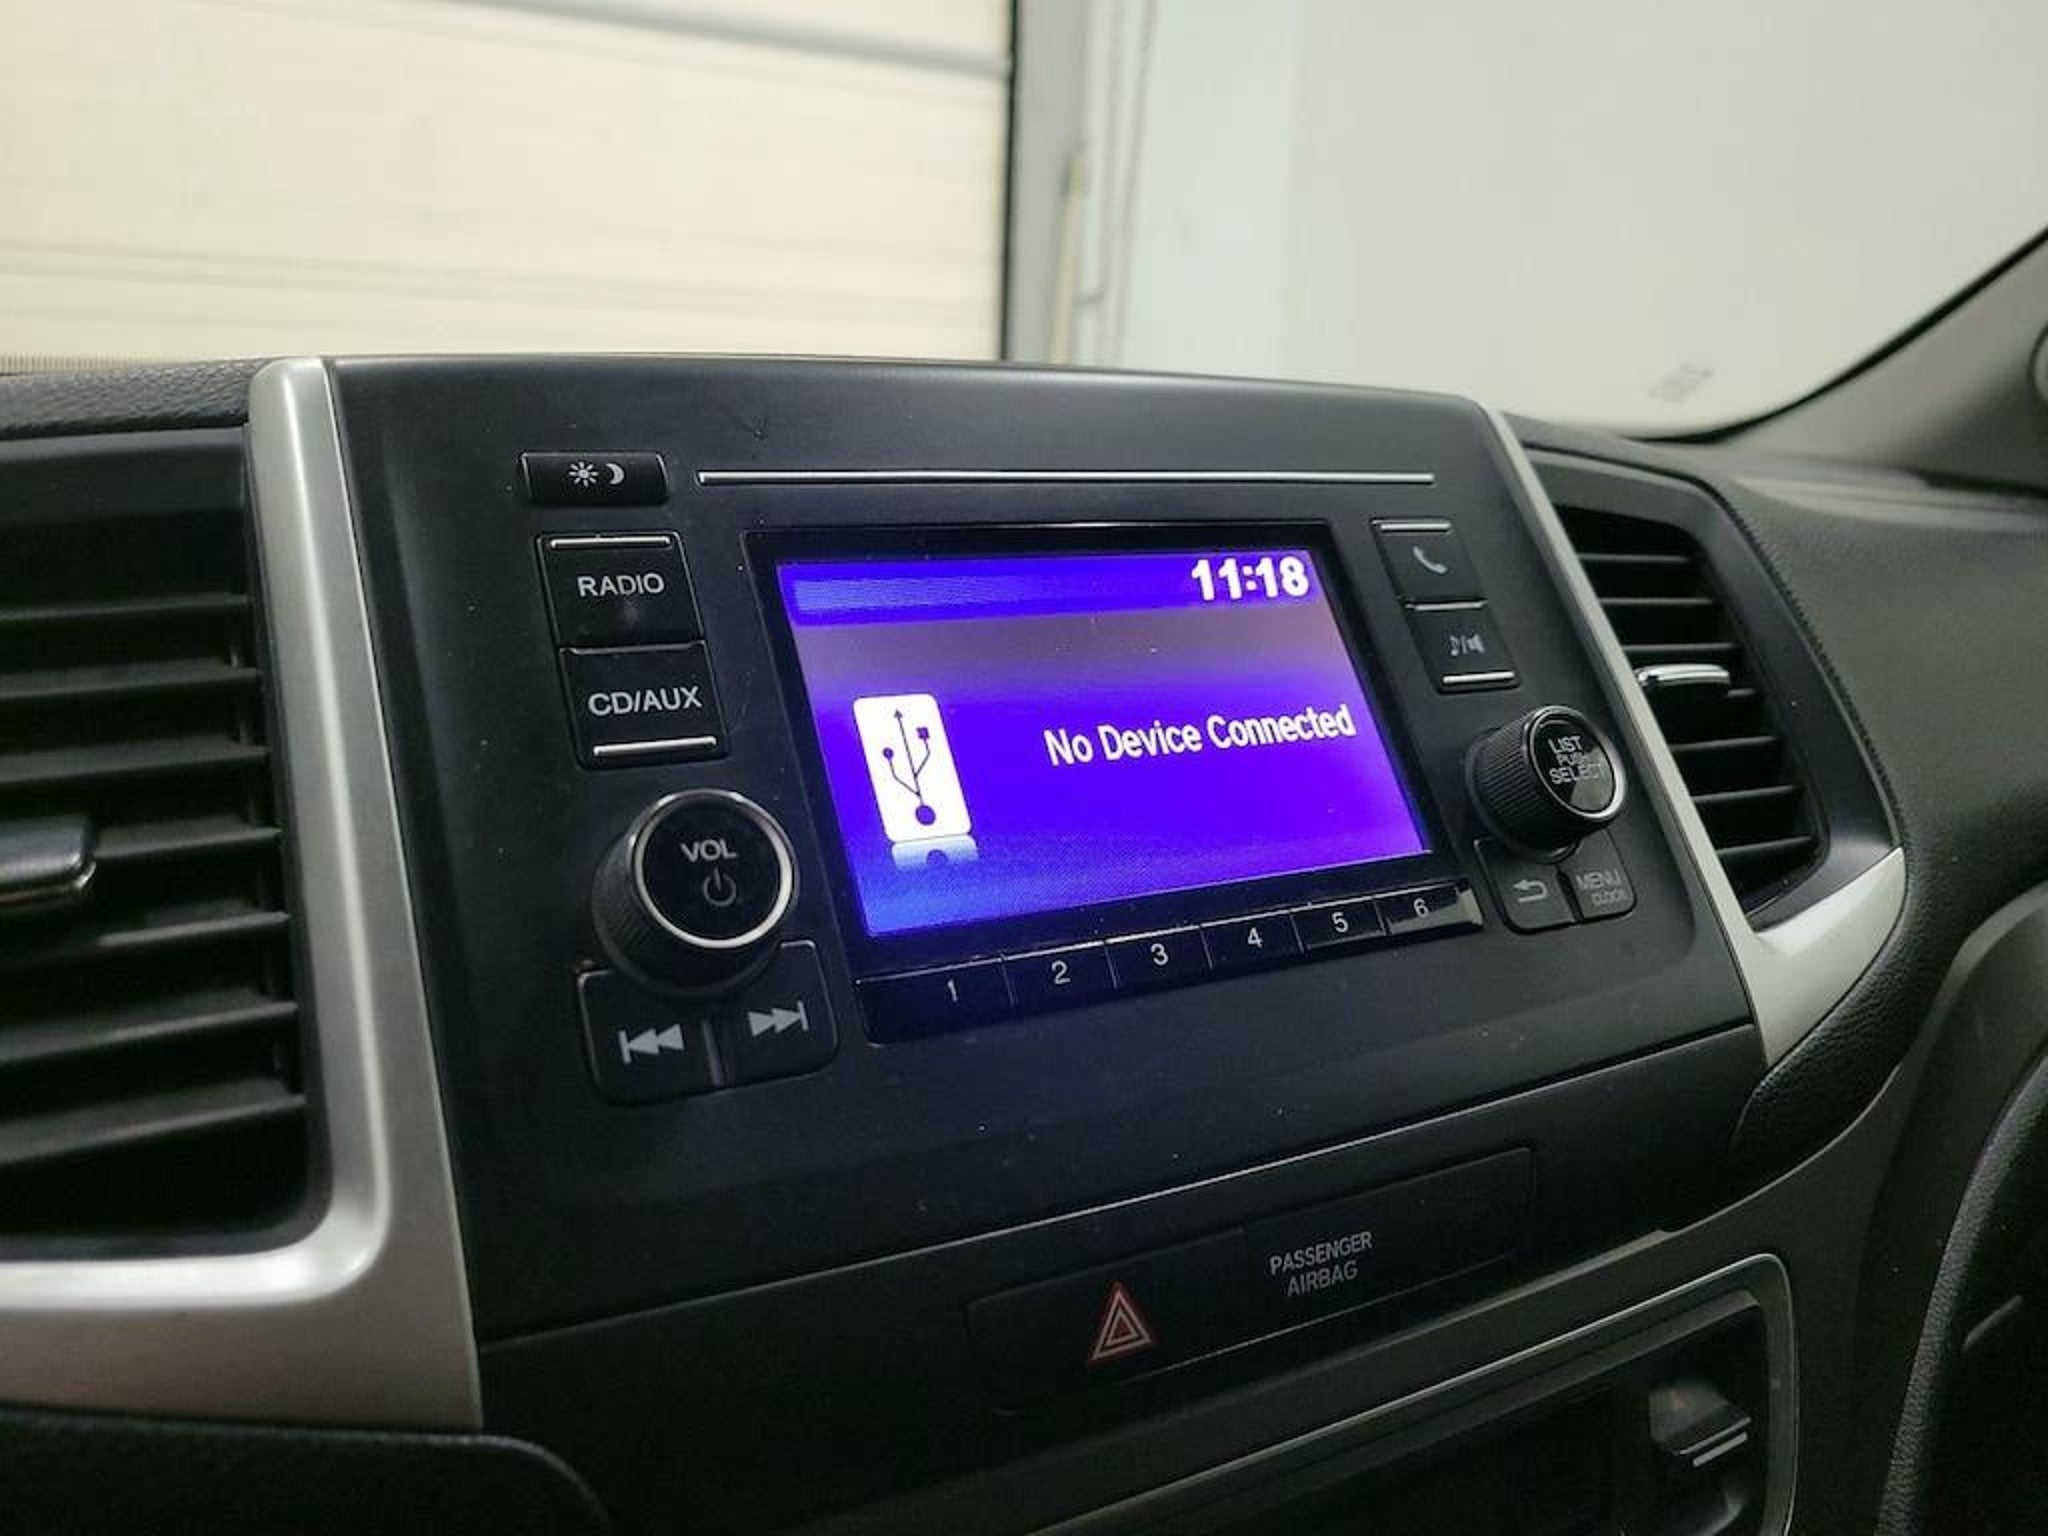 RADIO
CD/AUX
VOL
11:18
No Device Connected
LIST
PUSH
SELECT
MENU
CLOCK
1 2 3 4 5 6
PASSENGER
AIRBAG